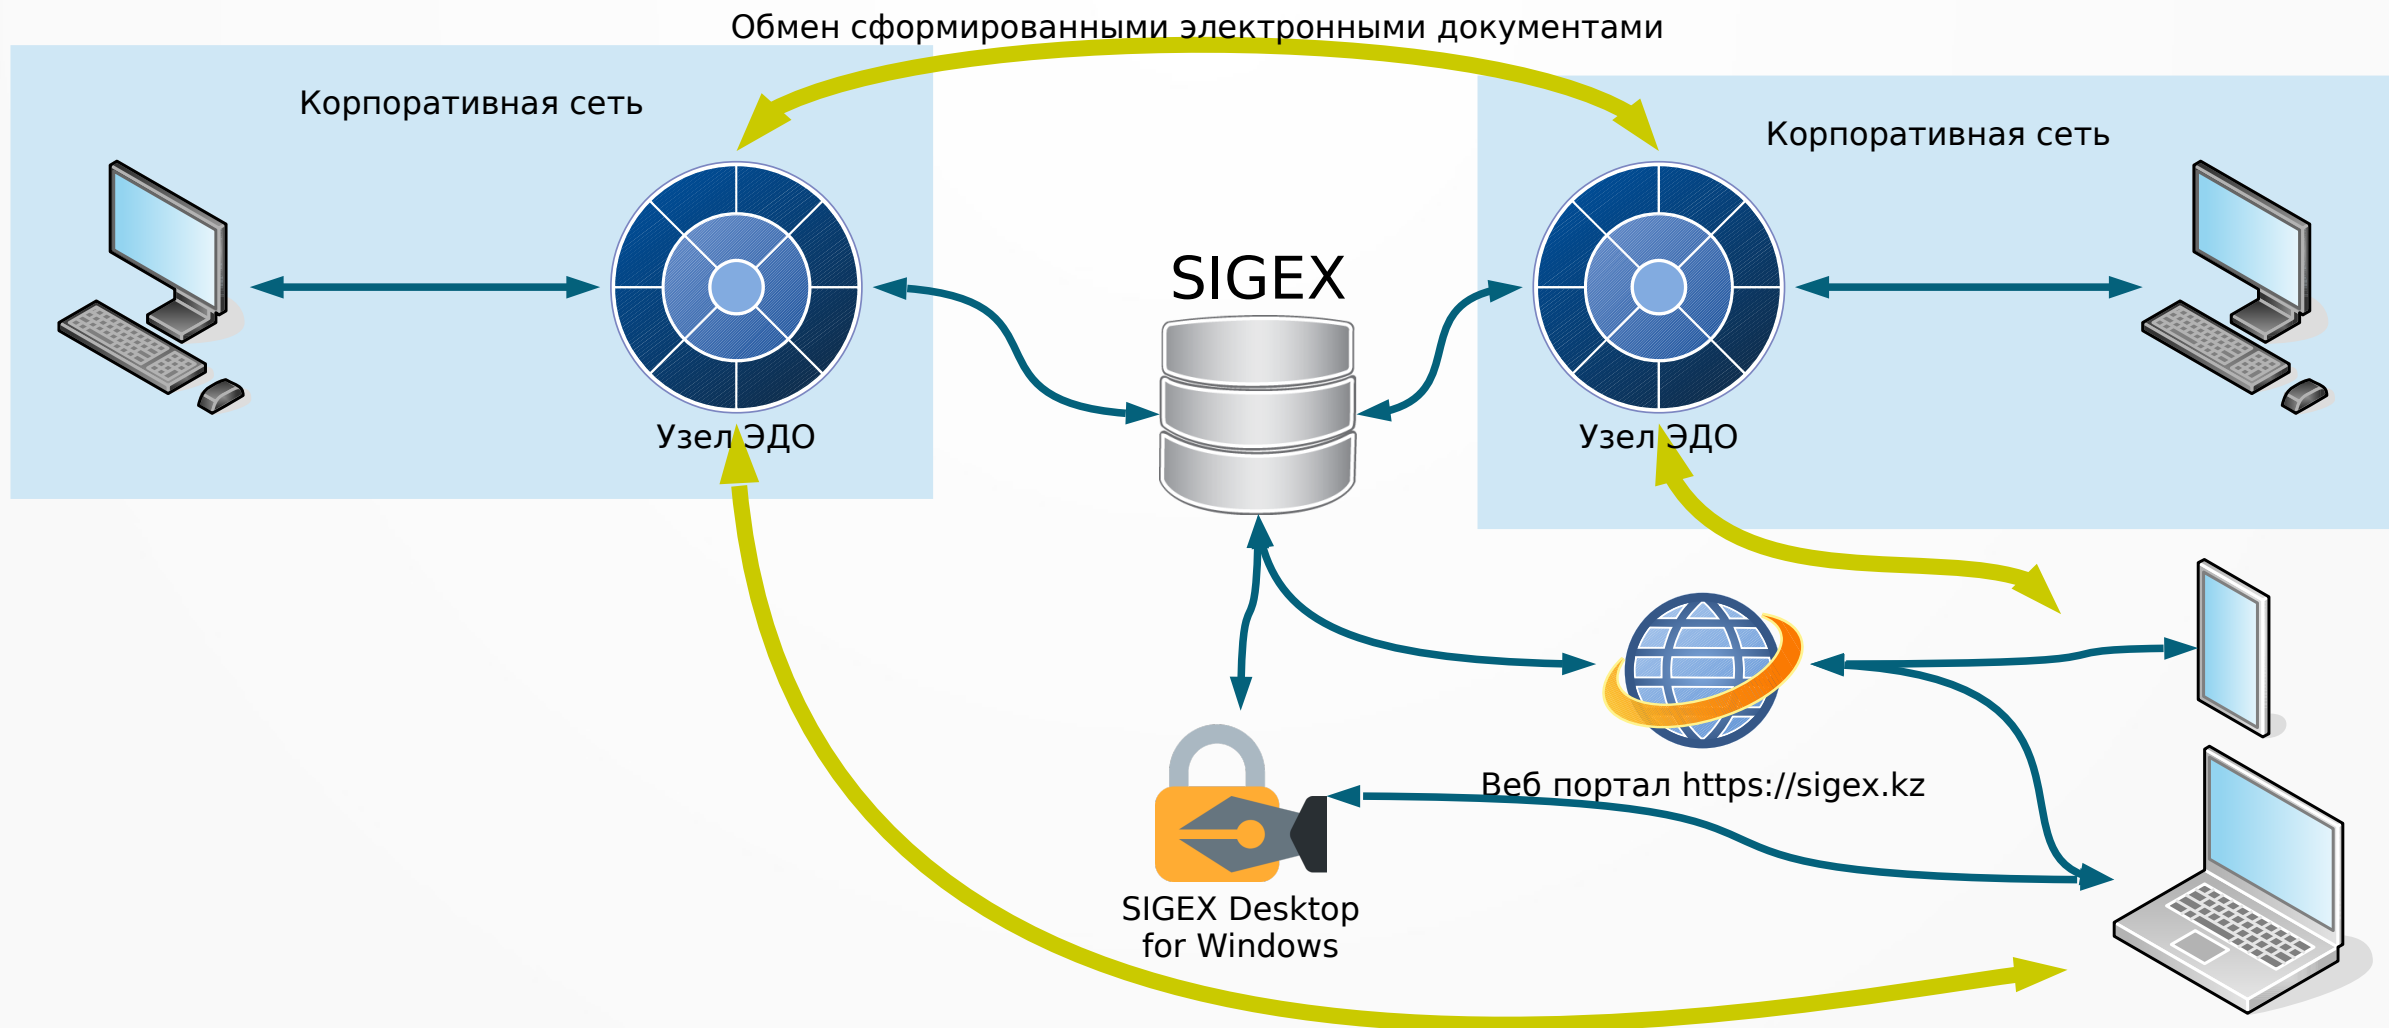 Обмен сформированными электронными документами
Корпоративная сеть
Корпоративная сеть
SIGEX
Узел ЭДО
Узел ЭДО
Веб портал https://sigex.kz
SIGEX Desktop
for Windows